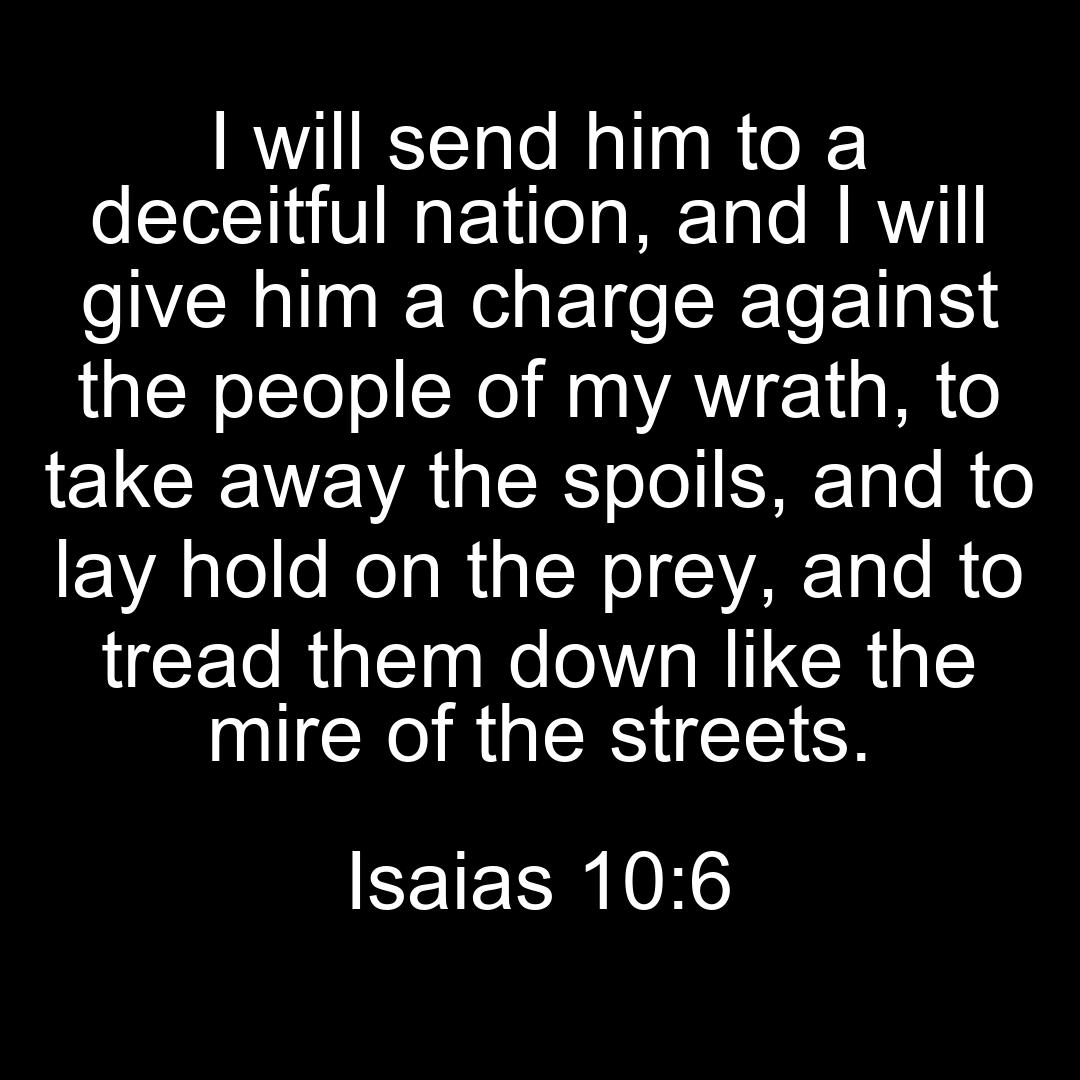 I will send him to a
deceitful nation, and I will
give him a charge against
the people of my wrath, to
take away the spoils, and to
lay hold on the prey, and to
tread them down like the
mire of the streets.
Isaias 10:6